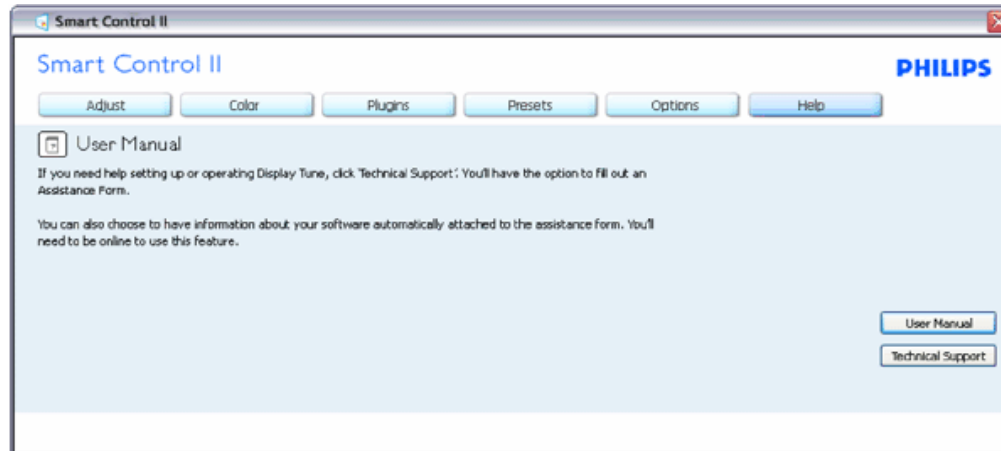 Smart Control II
Smart Control II
PHILIPS
Adjust
Color
Plugins
Presets
Options
Help
User Manual
If you need help setting up or operating Display Tune, click 'Technical Support'. You'll have the option to fill out an
Assistance Form.
You can also choose to have information about your software automatically attached to the assistance form. You'll
need to be online to use this feature.
User Manual
Technical Support